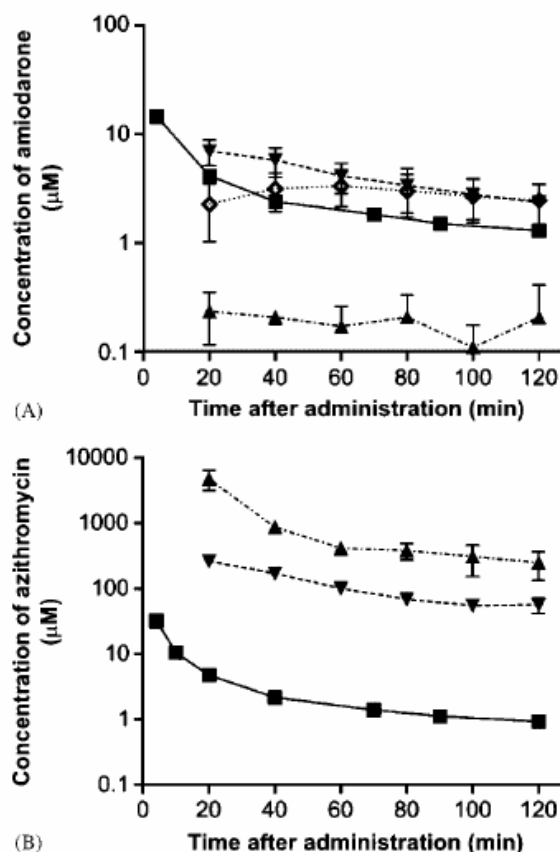 100
10
1
0.1
Concentration of amiodarone
(μM)
0 20 40 60 80 100 120
(A)
Time after administration (min)
10000
1000
100
10
1
0.1
Concentration of azithromycin
(μM)
0 20 40 60 80 100 120
(B)
Time after administration (min)